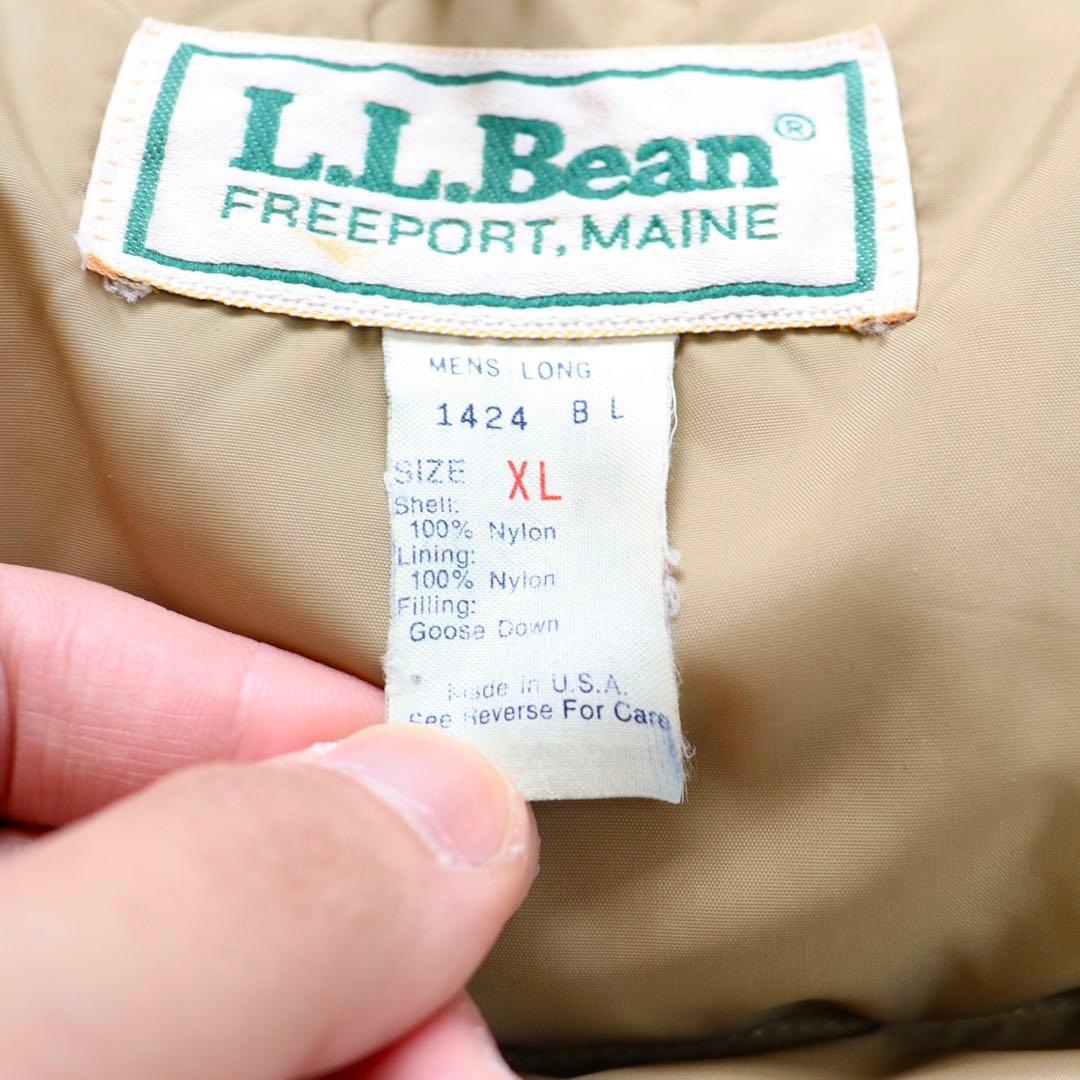 L.L.Bean®
FREEPORT, MAINE
MENS LONG
1424 8 L
SIZE XL
Shell:
100% Nylon
Lining:
100% Nylon
Filling:
Goose Down
Made in U.S.A.
See Reverse For Care